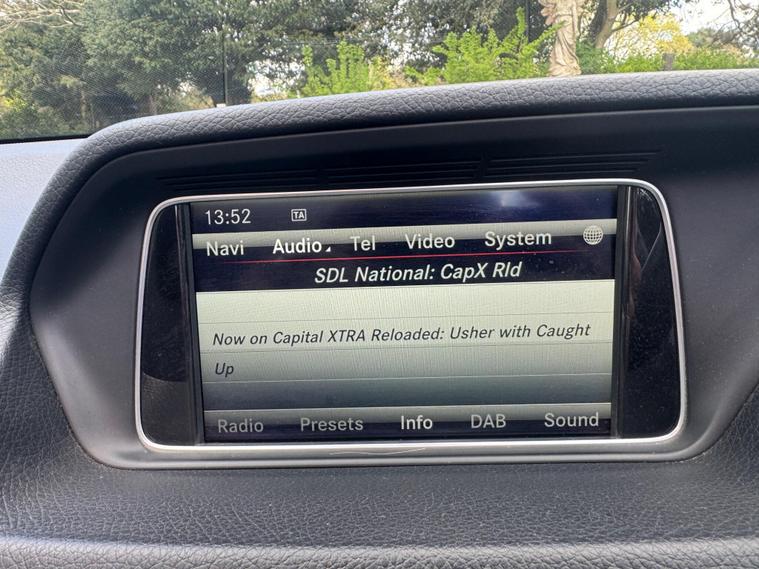 13:52 TA
Navi Audio Tel Video System
SDL National: CapX Rld
Now on Capital XTRA Reloaded: Usher with Caught
Up
Radio Presets Info DAB Sound